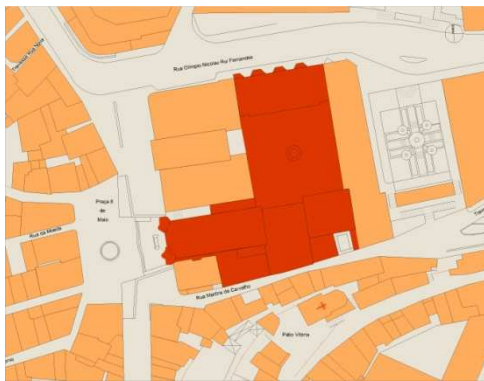 Rua Olímpio Nicolau Rui Fernandes
Praça 8
de
Maio
Rua da Moeda
Rua Martins de Carvalho
Pátio Vitória